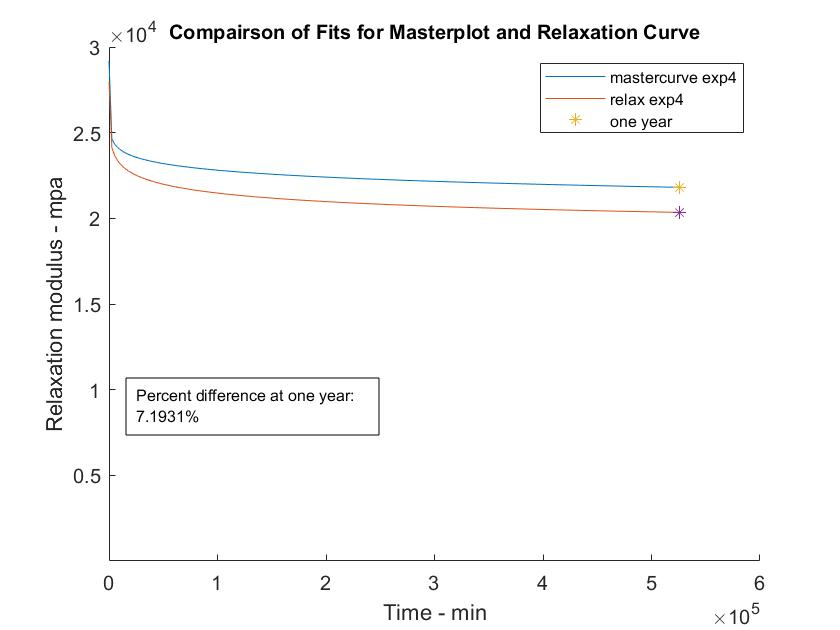 Compairson of Fits for Masterplot and Relaxation Curve
×10^4
3
2.5
2
1.5
1
0.5
Relaxation modulus - mpa
mastercurve exp4
relax exp4
one year
Percent difference at one year:
7.1931%
0 1 2 3 4 5 6
Time - min
×10^5